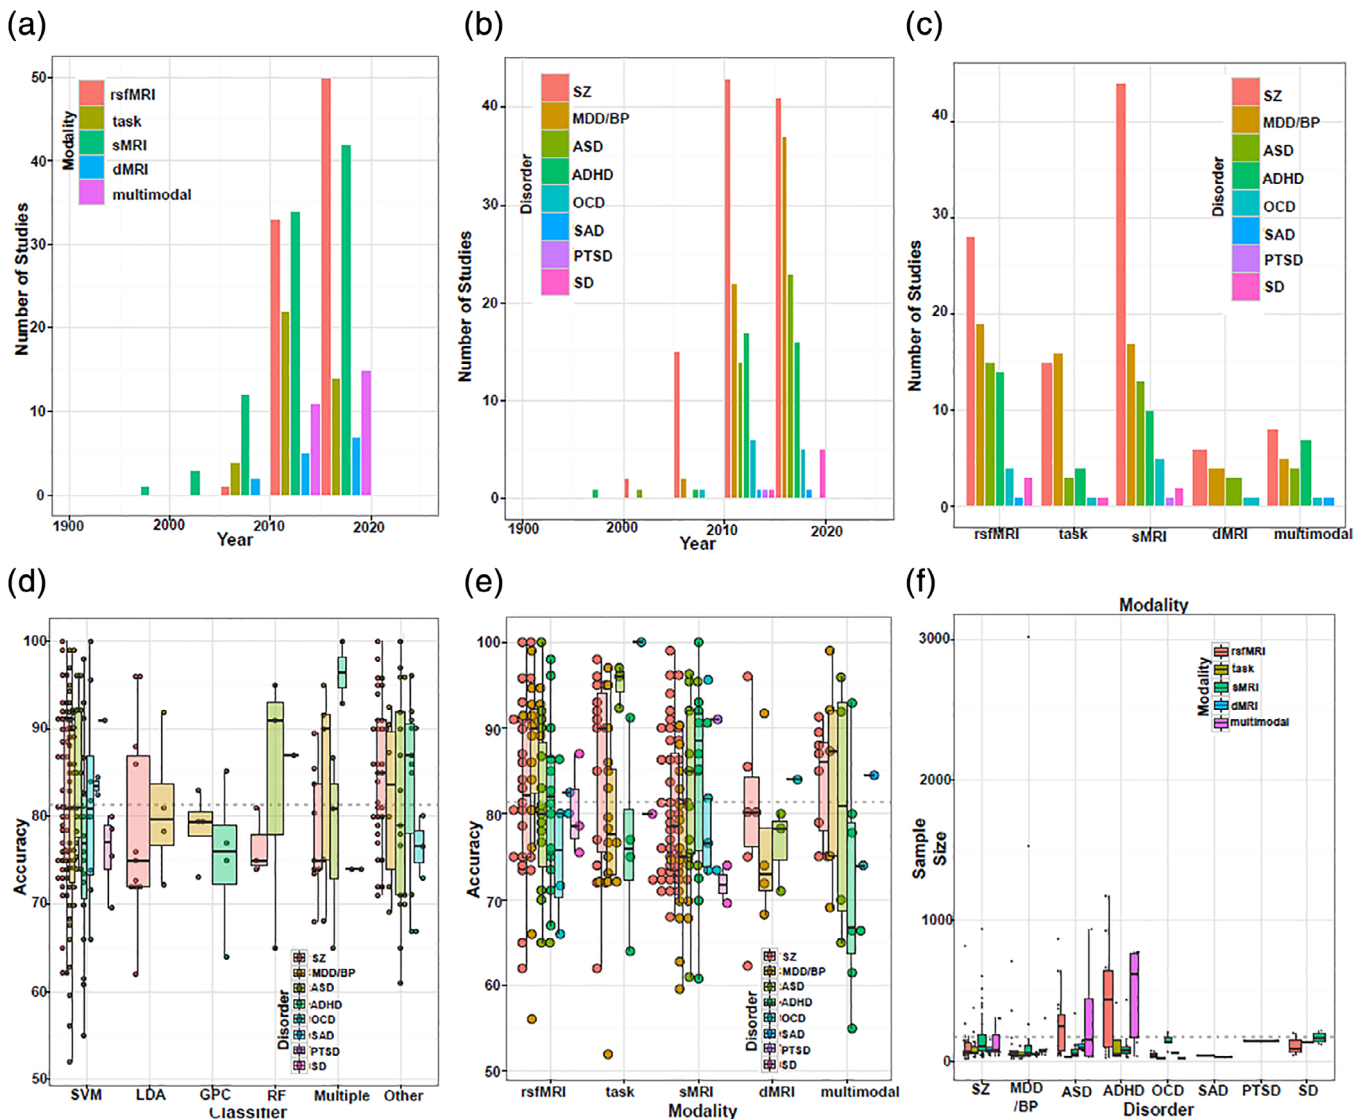 (a)
50
40
30
20
10
0
Number of Studies
Modality
rsfMRI
task
sMRI
dMRI
multimodal
1900
2000
2010
2020
Year
(b)
40
30
20
10
0
Number of Studies
Disorder
SZ
MDD/BP
ASD
ADHD
OCD
SAD
PTSD
SD
1900
2000
2010
2020
Year
(c)
40
30
20
10
0
Number of Studies
Disorder
SZ
MDD/BP
ASD
ADHD
OCD
SAD
PTSD
SD
rsfMRI
task
sMRI
dMRI
multimodal
(d)
100
90
80
70
60
50
Accuracy
Disorder
SZ
MDD/BP
ASD
ADHD
OCD
SAD
PTSD
SD
SVM
LDA
GPC
RF
Multiple
Other
Classifier
(e)
100
90
80
70
60
50
Accuracy
Disorder
SZ
MDD/BP
ASD
ADHD
OCD
SAD
PTSD
SD
rsfMRI
task
sMRI
dMRI
multimodal
Modality
(f)
Modality
3000
2000
1000
0
Sample
Size
Modality
rsfMRI
task
sMRI
dMRI
multimodal
SZ
MDD
/BP
ASD
ADHD
OCD
SAD
PTSD
SD
Disorder